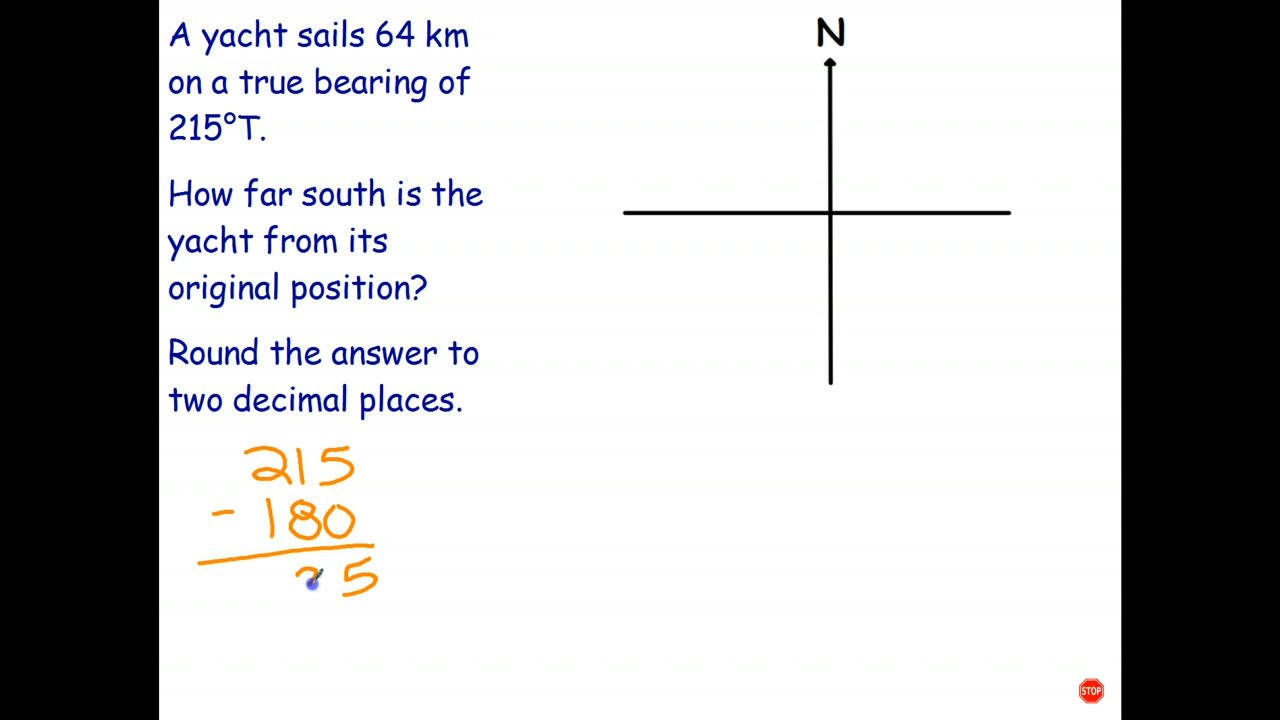 A yacht sails 64 km
on a true bearing of
215°T.
How far south is the
yacht from its
original position?
Round the answer to
two decimal places.
215
- 180
35
N
STOP